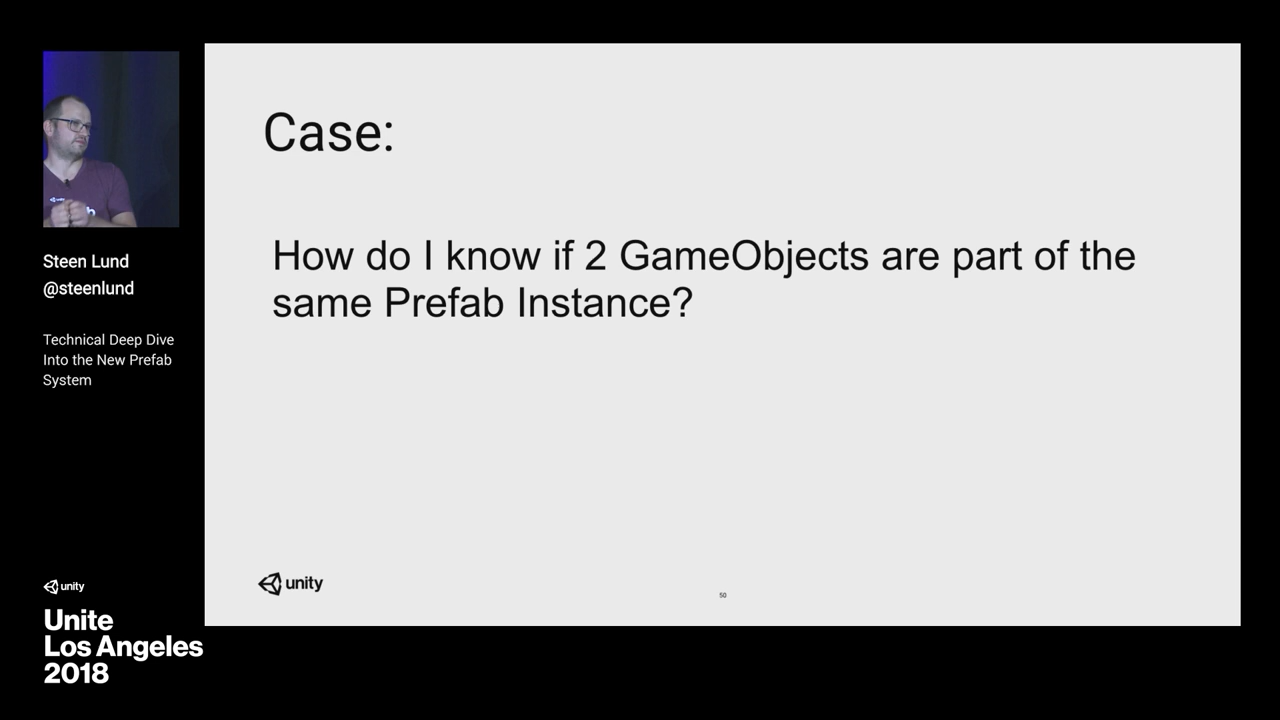 Case:
How do I know if 2 GameObjects are part of the
same Prefab Instance?
Steen Lund
@steenlund
Technical Deep Dive
Into the New Prefab
System
unity
Unite
Los Angeles
2018
unity
50